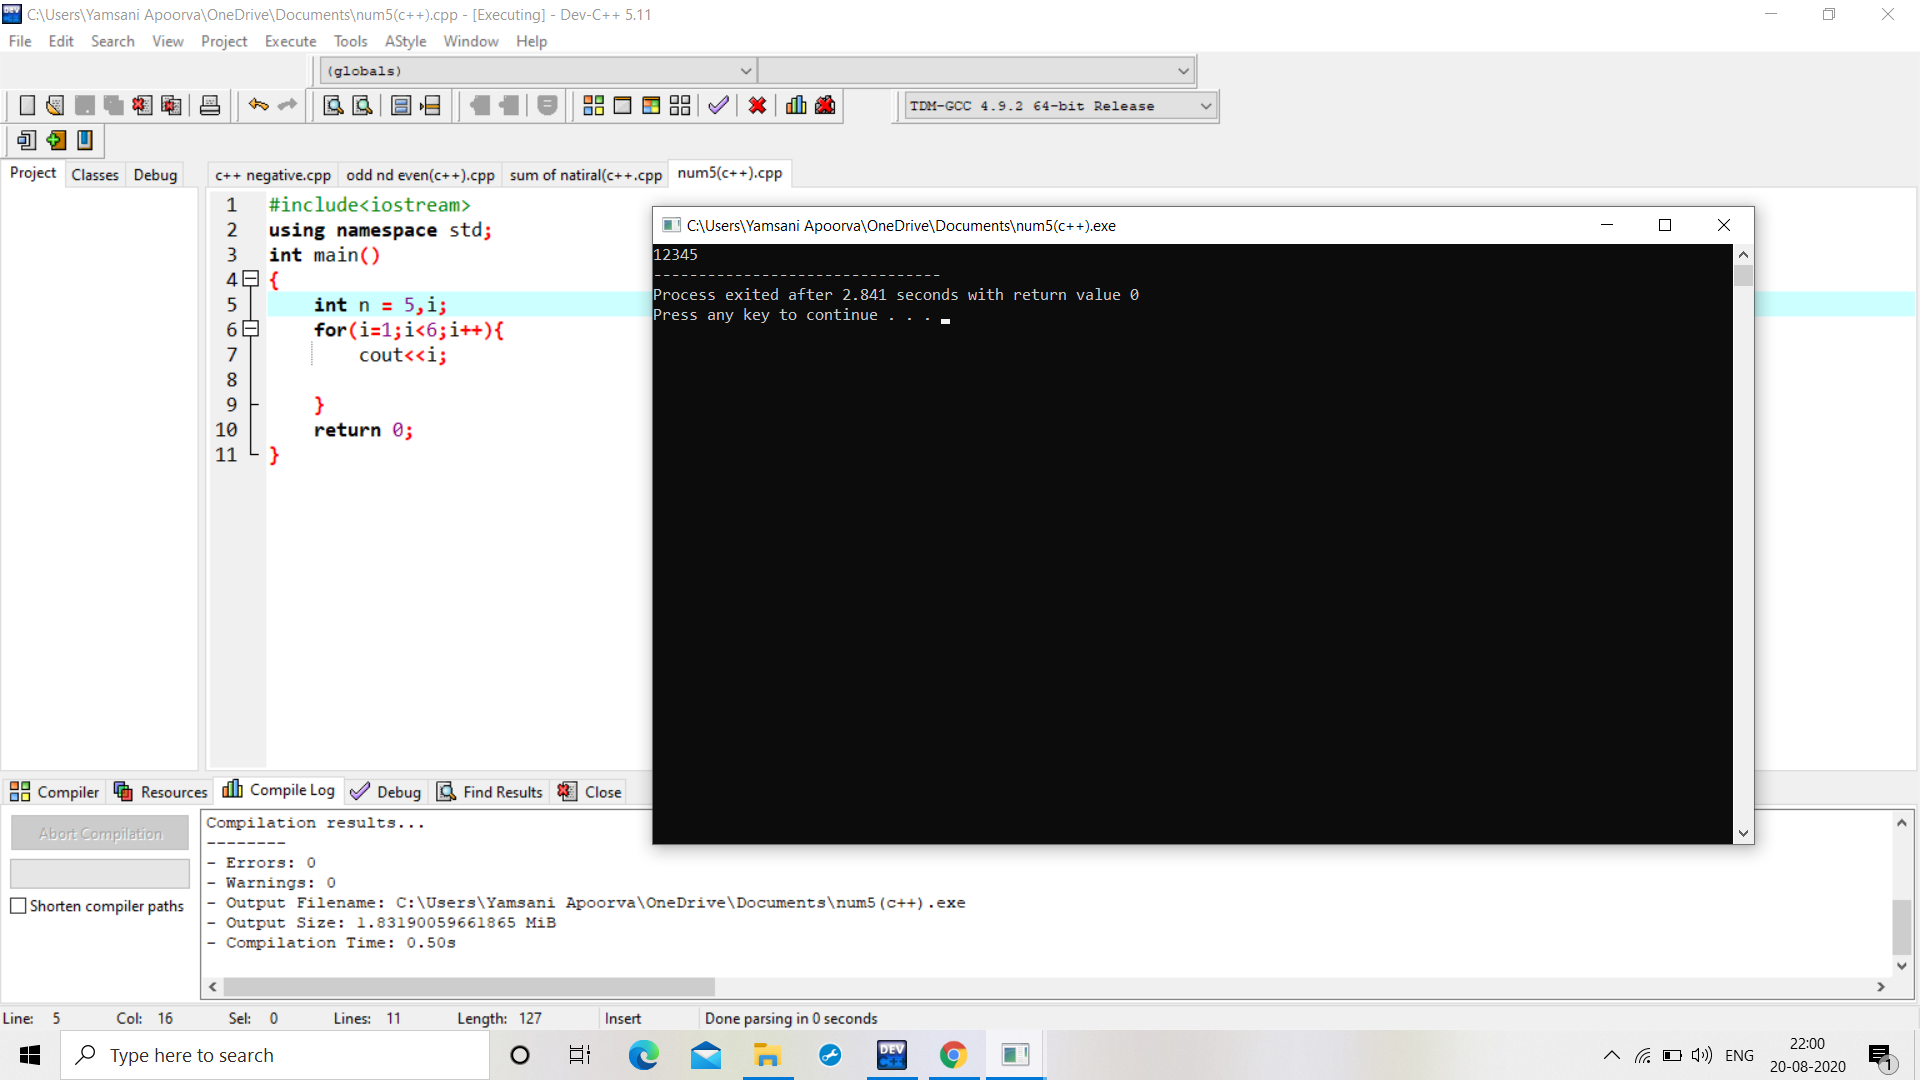 C:\Users\Yamsani Apoorva\OneDrive\Documents\num5(c++).cpp - [Executing] - Dev-C++ 5.11
File Edit Search View Project Execute Tools AStyle Window Help
(globals)
TDM-GCC 4.9.2 64-bit Release
Project Classes Debug
c++ negative.cpp odd nd even(c++).cpp sum of natiral(c++.cpp num5(c++).cpp
1 #include<iostream>
2 using namespace std;
3 int main()
4 {
5 int n = 5,i;
6 for(i=1;i<6;i++){
7 cout<<i;
8
9 }
10 return 0;
11 }
C:\Users\Yamsani Apoorva\OneDrive\Documents\num5(c++).exe
12345
--------------------------------
Process exited after 2.841 seconds with return value 0
Press any key to continue . . .
Compiler Resources Compile Log Debug Find Results Close
Abort Compilation
Shorten compiler paths
Compilation results...
--------
- Errors: 0
- Warnings: 0
- Output Filename: C:\Users\Yamsani Apoorva\OneDrive\Documents\num5(c++).exe
- Output Size: 1.83190059661865 MiB
- Compilation Time: 0.50s
Line: 5 Col: 16 Sel: 0 Lines: 11 Length: 127 Insert Done parsing in 0 seconds
Type here to search
DEV C++
ENG
22:00
20-08-2020
1